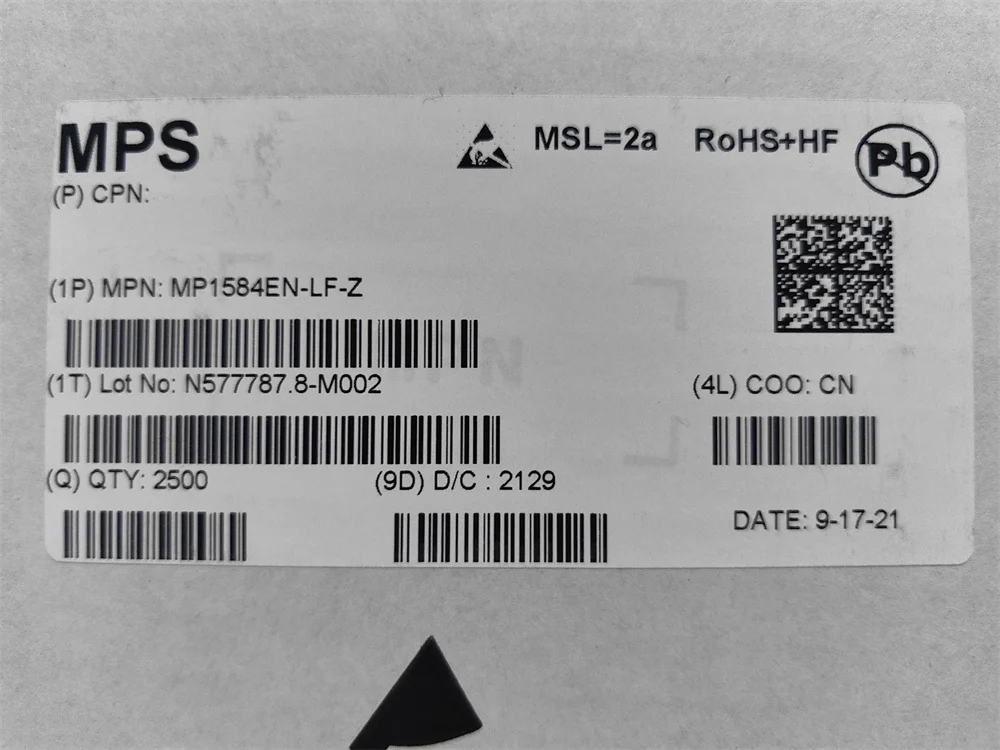 MPS
MSL=2a RoHS+HF Pb
(P) CPN:
(1P) MPN: MP1584EN-LF-Z
(1T) Lot No: N577787.8-M002
(4L) COO: CN
(Q) QTY: 2500 (9D) D/C : 2129
DATE: 9-17-21